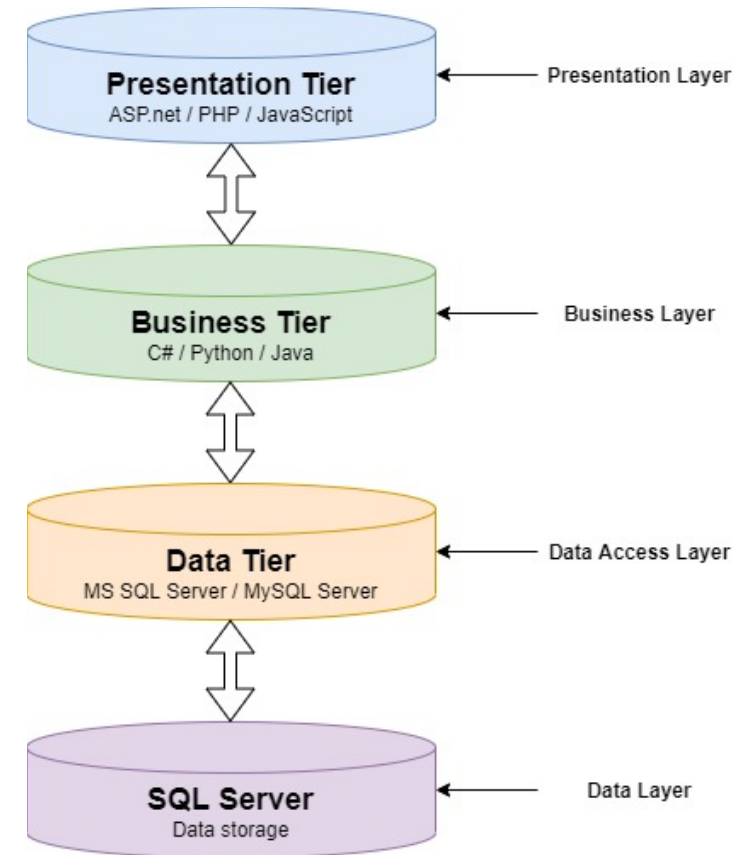 Presentation Tier
ASP.net / PHP / JavaScript
Presentation Layer
Business Tier
C# / Python / Java
Business Layer
Data Tier
MS SQL Server / MySQL Server
Data Access Layer
SQL Server
Data storage
Data Layer